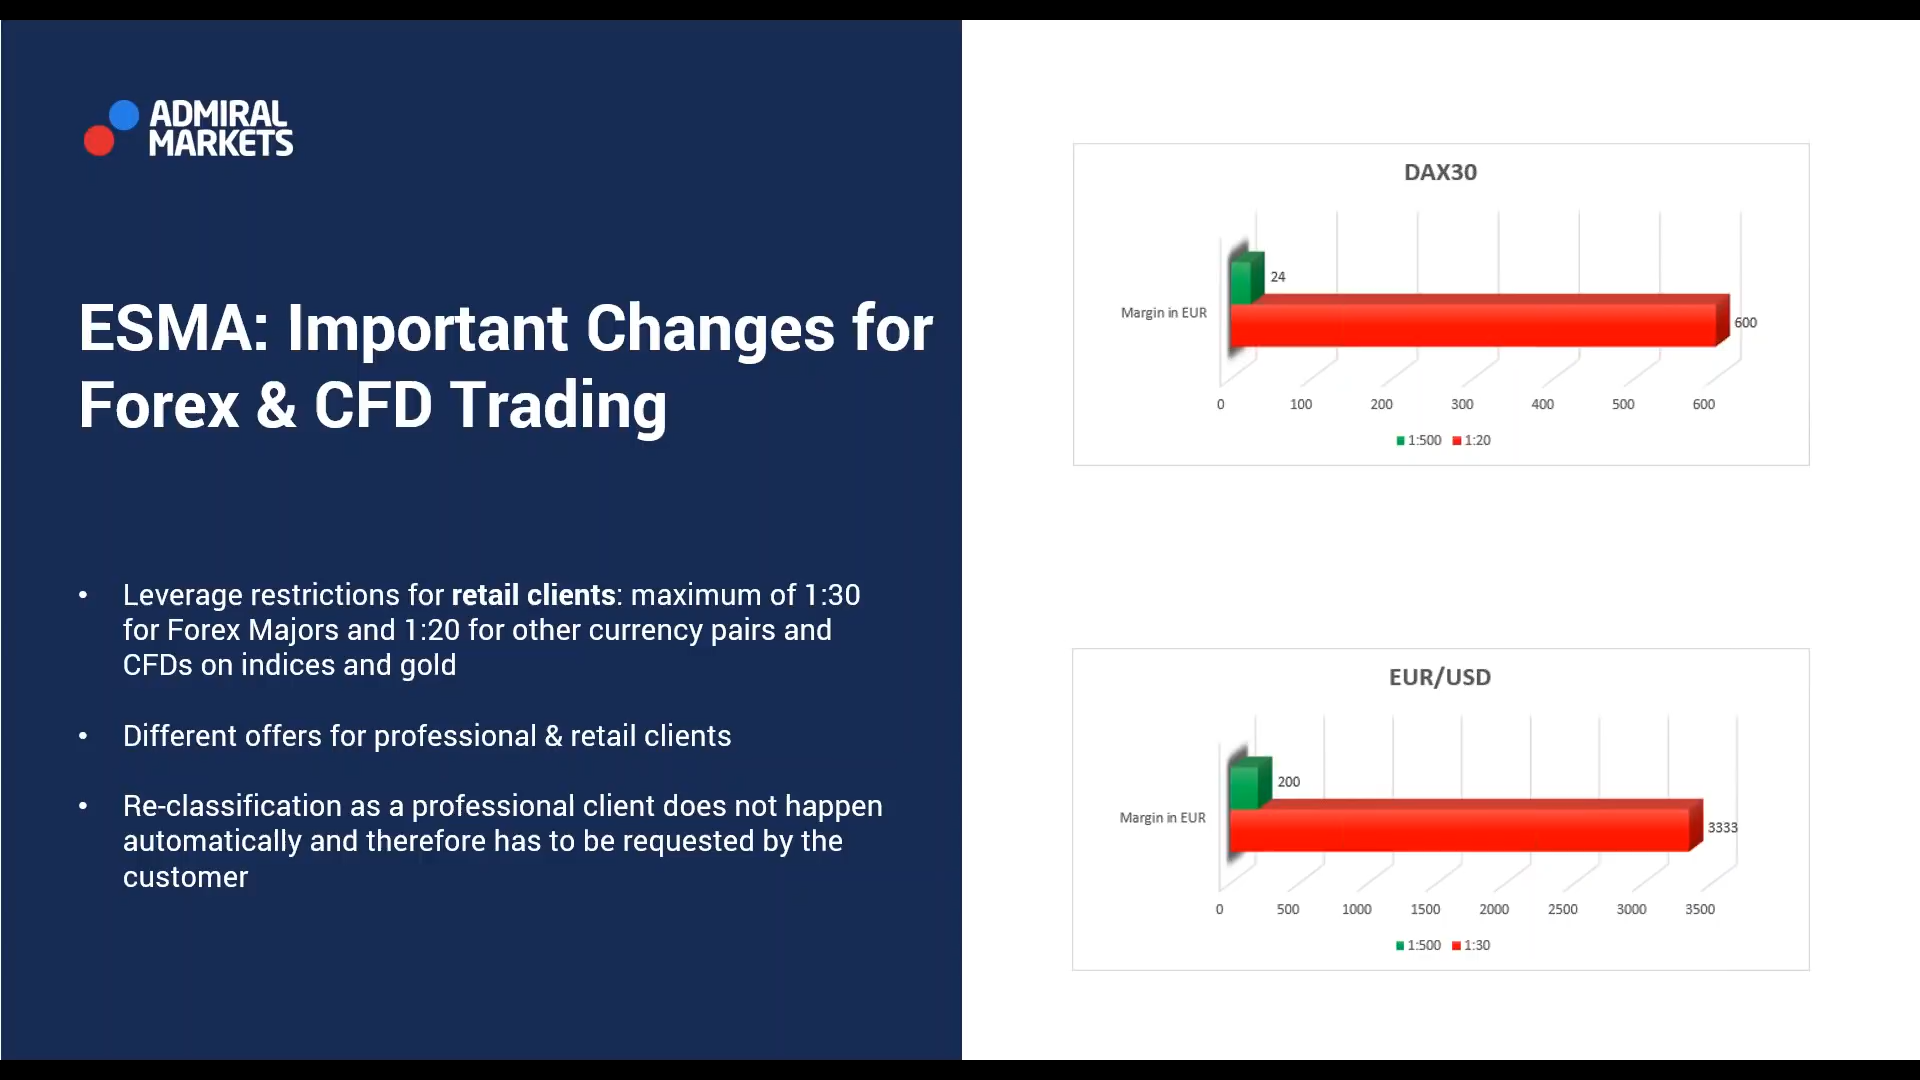 ADMIRAL
MARKETS
ESMA: Important Changes for
Forex & CFD Trading
• Leverage restrictions for retail clients: maximum of 1:30
for Forex Majors and 1:20 for other currency pairs and
CFDs on indices and gold
• Different offers for professional & retail clients
• Re-classification as a professional client does not happen
automatically and therefore has to be requested by the
customer
DAX30
24
Margin in EUR
600
0 100 200 300 400 500 600
1:500 1:20
EUR/USD
200
Margin in EUR
3333
0 500 1000 1500 2000 2500 3000 3500
1:500 1:30